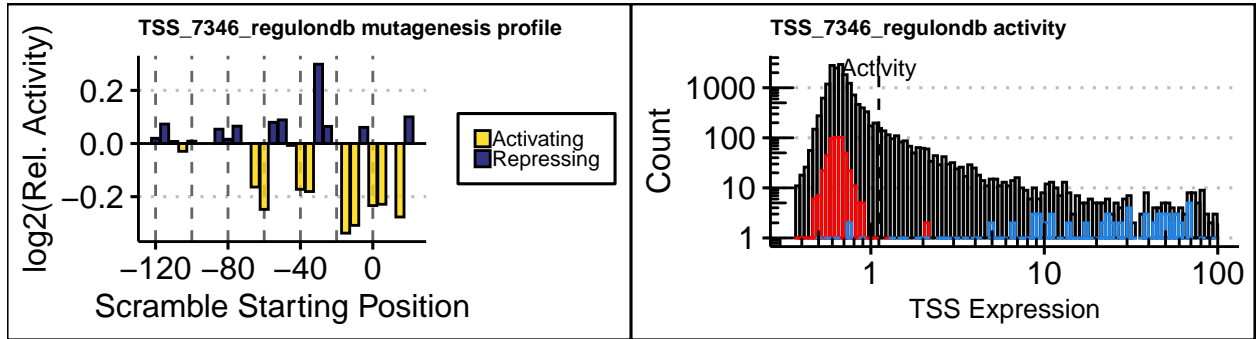 TSS_7346_regulondb mutagenesis profile
log2(Rel. Activity)
0.2
0.0
−0.2
−120 −80 −40 0
Scramble Starting Position
Activating
Repressing
TSS_7346_regulondb activity
Activity
Count
1000
100
10
1
1 10 100
TSS Expression